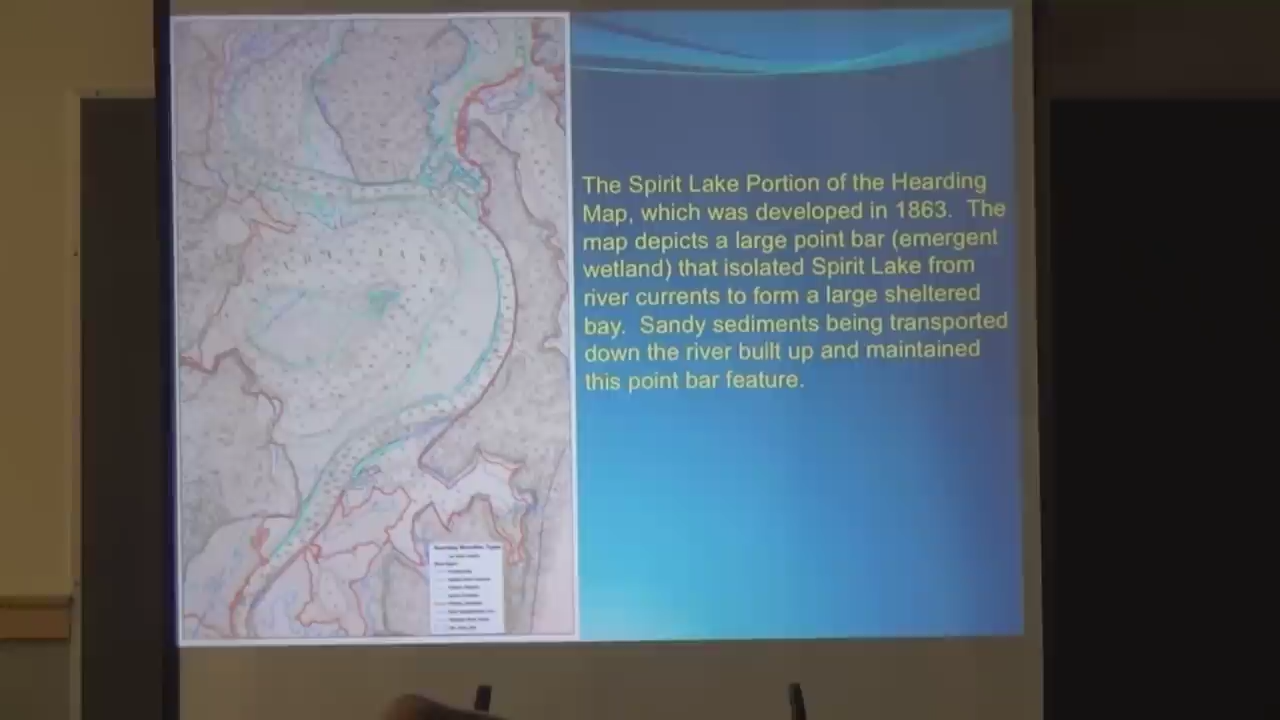 The Spirit Lake Portion of the Hearding
Map, which was developed in 1863. The
map depicts a large point bar (emergent
wetland) that isolated Spirit Lake from
river currents to form a large sheltered
bay. Sandy sediments being transported
down the river built up and maintained
this point bar feature.